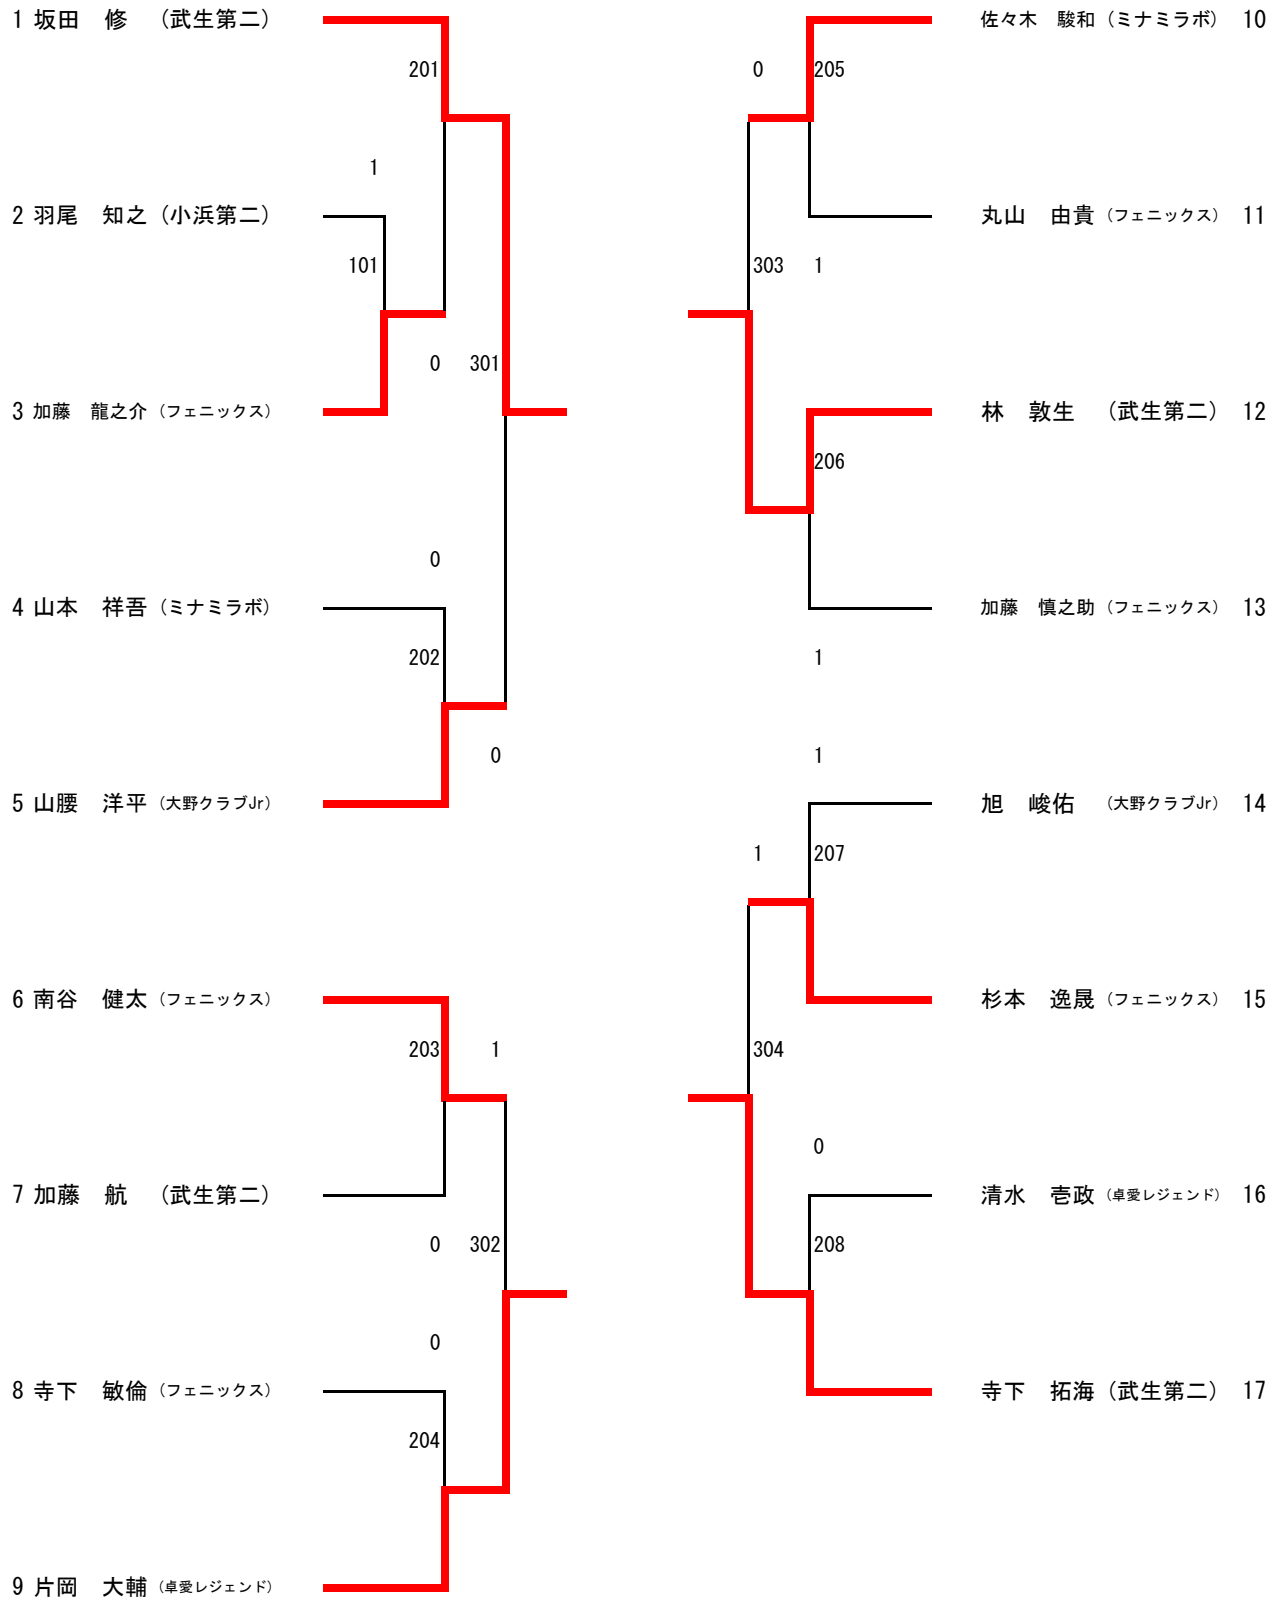 1 坂田　修　（武生第二）
201
1
2 羽尾　知之（小浜第二）
101
0 301
3 加藤　龍之介（フェニックス）
0
4 山本　祥吾（ミナミラボ）
202
0
5 山腰　洋平（大野クラブJr）
6 南谷　健太（フェニックス）
203 1
7 加藤　航　（武生第二）
0 302
0
8 寺下　敏倫（フェニックス）
204
9 片岡　大輔（卓愛レジェンド）
佐々木　駿和（ミナミラボ） 10
0 205
丸山　由貴（フェニックス） 11
303 1
林　敦生　（武生第二） 12
206
加藤　慎之助（フェニックス） 13
1
1
旭　峻佑　（大野クラブJr） 14
1 207
杉本　逸晟（フェニックス） 15
304
0
清水　壱政（卓愛レジェンド） 16
208
寺下　拓海（武生第二） 17